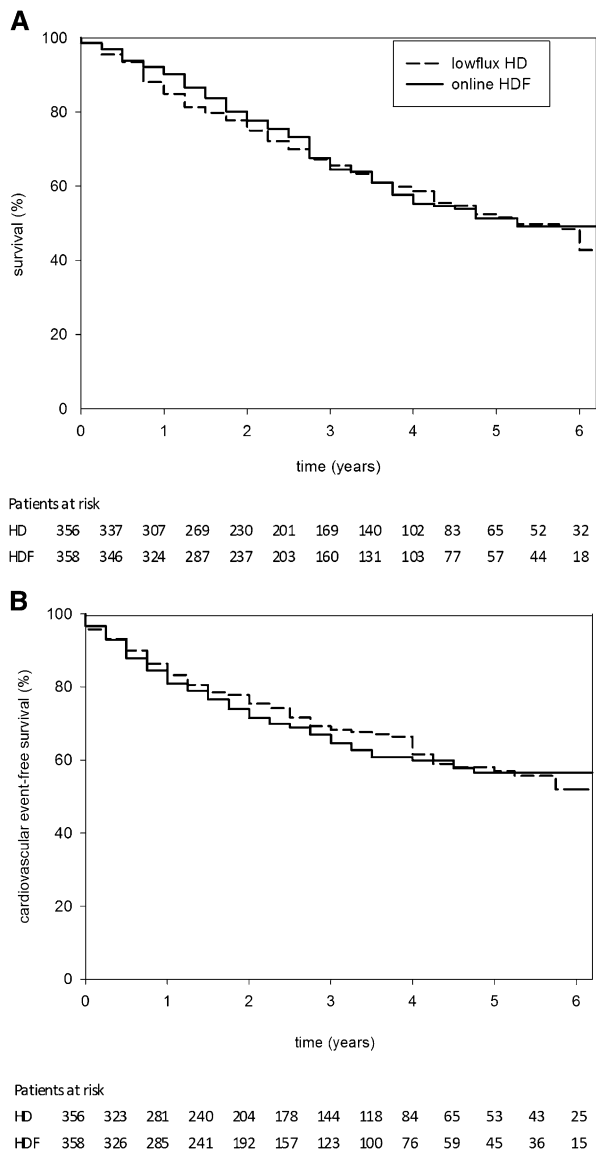 A
100
80
60
40
20
0
survival (%)
lowflux HD
online HDF
0 1 2 3 4 5 6
time (years)
Patients at risk
HD 356 337 307 269 230 201 169 140 102 83 65 52 32
HDF 358 346 324 287 237 203 160 131 103 77 57 44 18
B
100
80
60
40
20
0
cardiovascular event-free survival (%)
0 1 2 3 4 5 6
time (years)
Patients at risk
HD 356 323 281 240 204 178 144 118 84 65 53 43 25
HDF 358 326 285 241 192 157 123 100 76 59 45 36 15